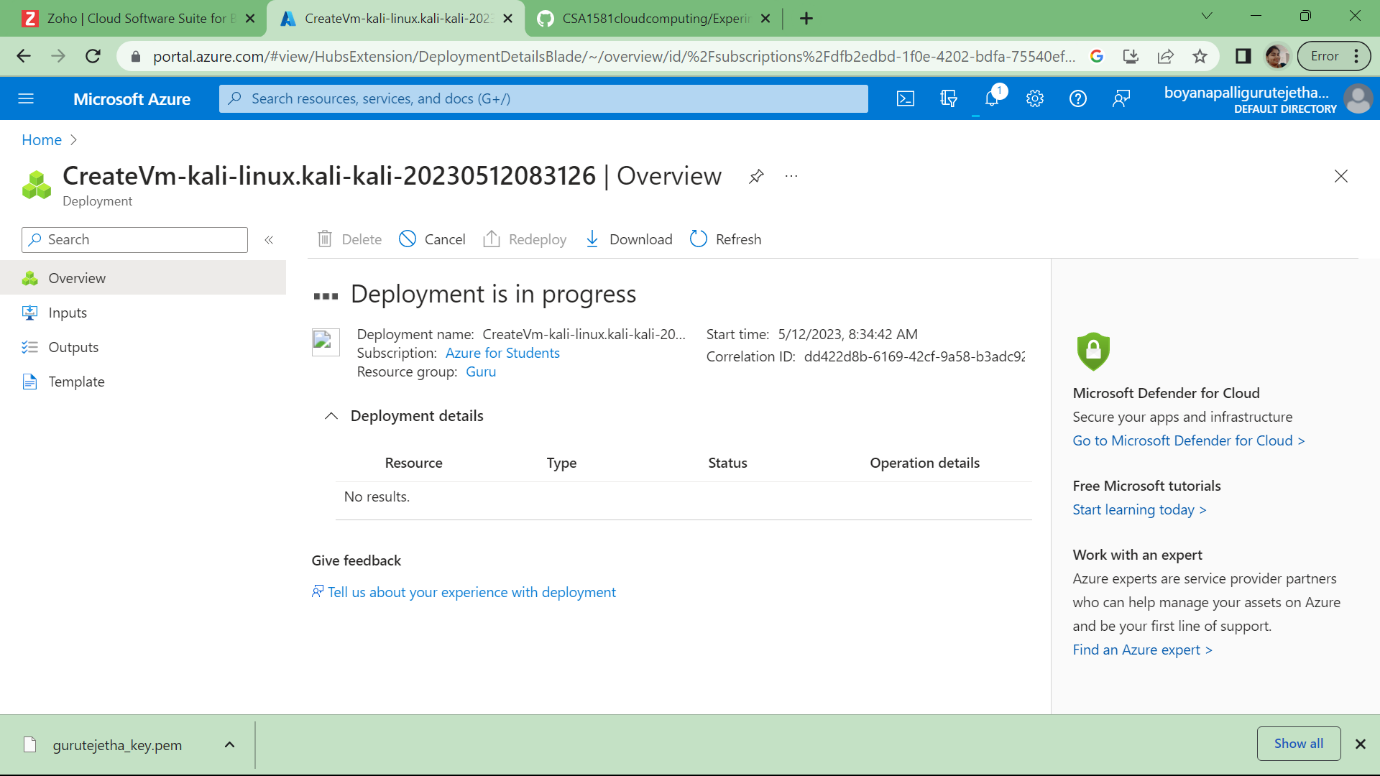 Zoho | Cloud Software Suite for B
CreateVm-kali-linux.kali-kali-2023
CSA1581cloudcomputing/Experin
portal.azure.com/#view/HubsExtension/DeploymentDetailsBlade/~/overview/id/%2Fsubscriptions%2Fdfb2edbd-1f0e-4202-bdfa-75540ef...
Error
Microsoft Azure
Search resources, services, and docs (G+/)
1
boyanapalligurutejetha...
DEFAULT DIRECTORY
Home
CreateVm-kali-linux.kali-kali-20230512083126 | Overview
Deployment
Search
Delete
Cancel
Redeploy
Download
Refresh
Overview
Inputs
Outputs
Template
Deployment is in progress
Deployment name: CreateVm-kali-linux.kali-kali-20...
Subscription: Azure for Students
Resource group: Guru
Start time: 5/12/2023, 8:34:42 AM
Correlation ID: dd422d8b-6169-42cf-9a58-b3adc92
Deployment details
Resource Type Status Operation details
No results.
Give feedback
Tell us about your experience with deployment
Microsoft Defender for Cloud
Secure your apps and infrastructure
Go to Microsoft Defender for Cloud >
Free Microsoft tutorials
Start learning today >
Work with an expert
Azure experts are service provider partners
who can help manage your assets on Azure
and be your first line of support.
Find an Azure expert >
gurutejetha_key.pem
Show all